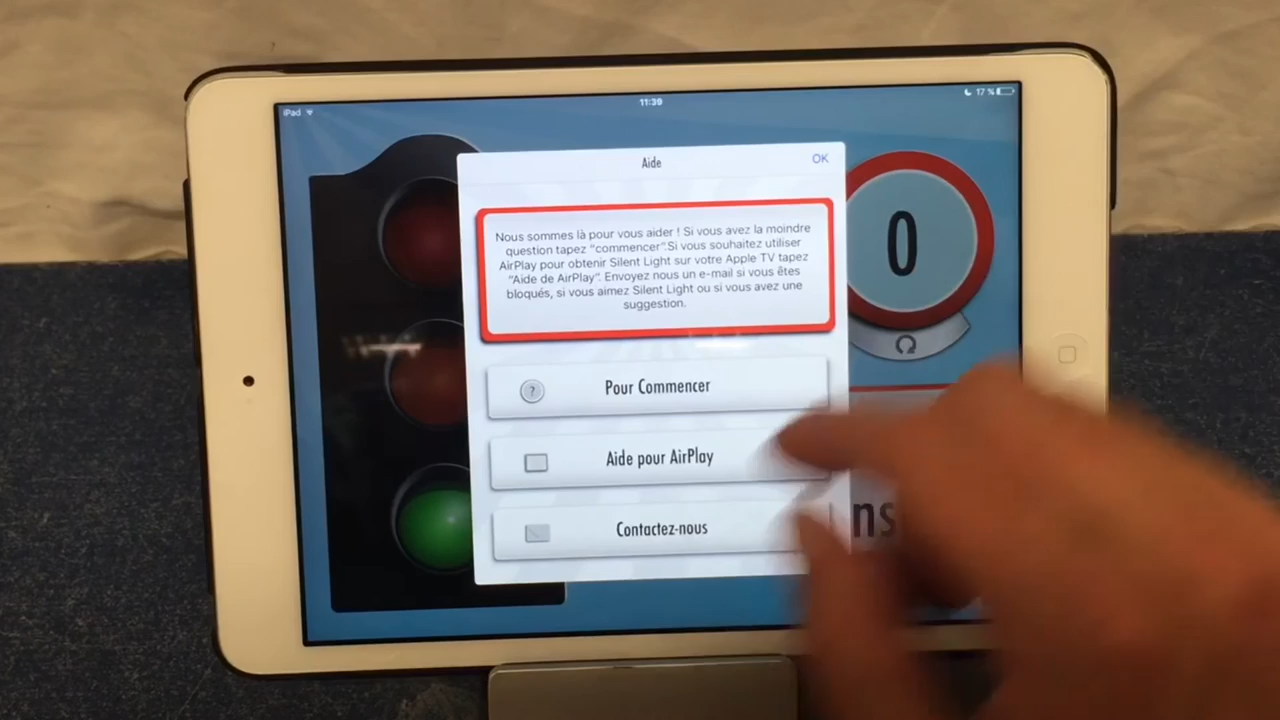 iPad
11:39
17 %
Aide
OK
Nous sommes là pour vous aider ! Si vous avez la moindre
question tapez “commencer”.Si vous souhaitez utiliser
AirPlay pour obtenir Silent Light sur votre Apple TV tapez
“Aide de AirPlay”. Envoyez nous un e-mail si vous êtes
bloqués, si vous aimez Silent Light ou si vous avez une
suggestion.
0
? Pour Commencer
Aide pour AirPlay
Contactez-nous